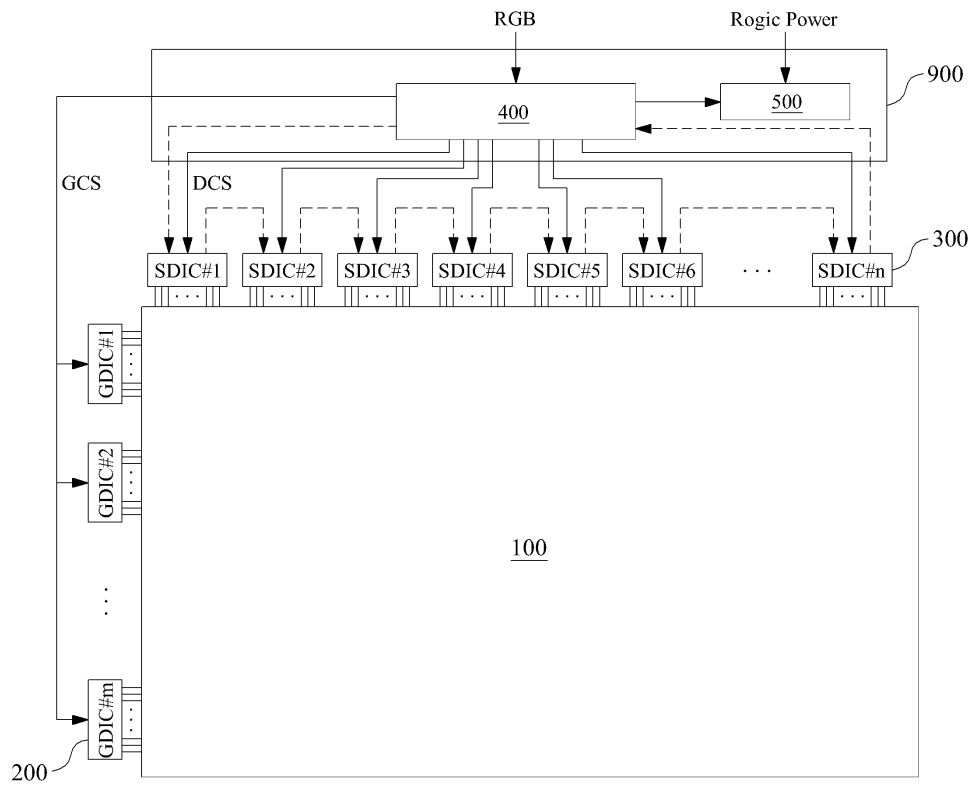 RGB
Rogic Power
900
400
500
GCS
DCS
300
SDIC#1
SDIC#2
SDIC#3
SDIC#4
SDIC#5
SDIC#6
· · ·
SDIC#n
GDIC#1
GDIC#2
100
GDIC#m
200